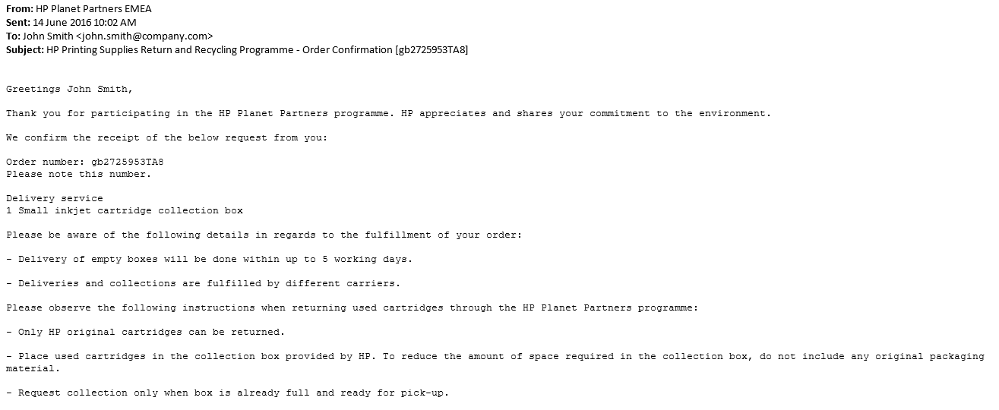 From: HP Planet Partners EMEA
Sent: 14 June 2016 10:02 AM
To: John Smith <john.smith@company.com>
Subject: HP Printing Supplies Return and Recycling Programme - Order Confirmation [gb2725953TA8]
Greetings John Smith,
Thank you for participating in the HP Planet Partners programme. HP appreciates and shares your commitment to the environment.
We confirm the receipt of the below request from you:
Order number: gb2725953TA8
Please note this number.
Delivery service
1 Small inkjet cartridge collection box
Please be aware of the following details in regards to the fulfillment of your order:
- Delivery of empty boxes will be done within up to 5 working days.
- Deliveries and collections are fulfilled by different carriers.
Please observe the following instructions when returning used cartridges through the HP Planet Partners programme:
- Only HP original cartridges can be returned.
- Place used cartridges in the collection box provided by HP. To reduce the amount of space required in the collection box, do not include any original packaging
material.
- Request collection only when box is already full and ready for pick-up.